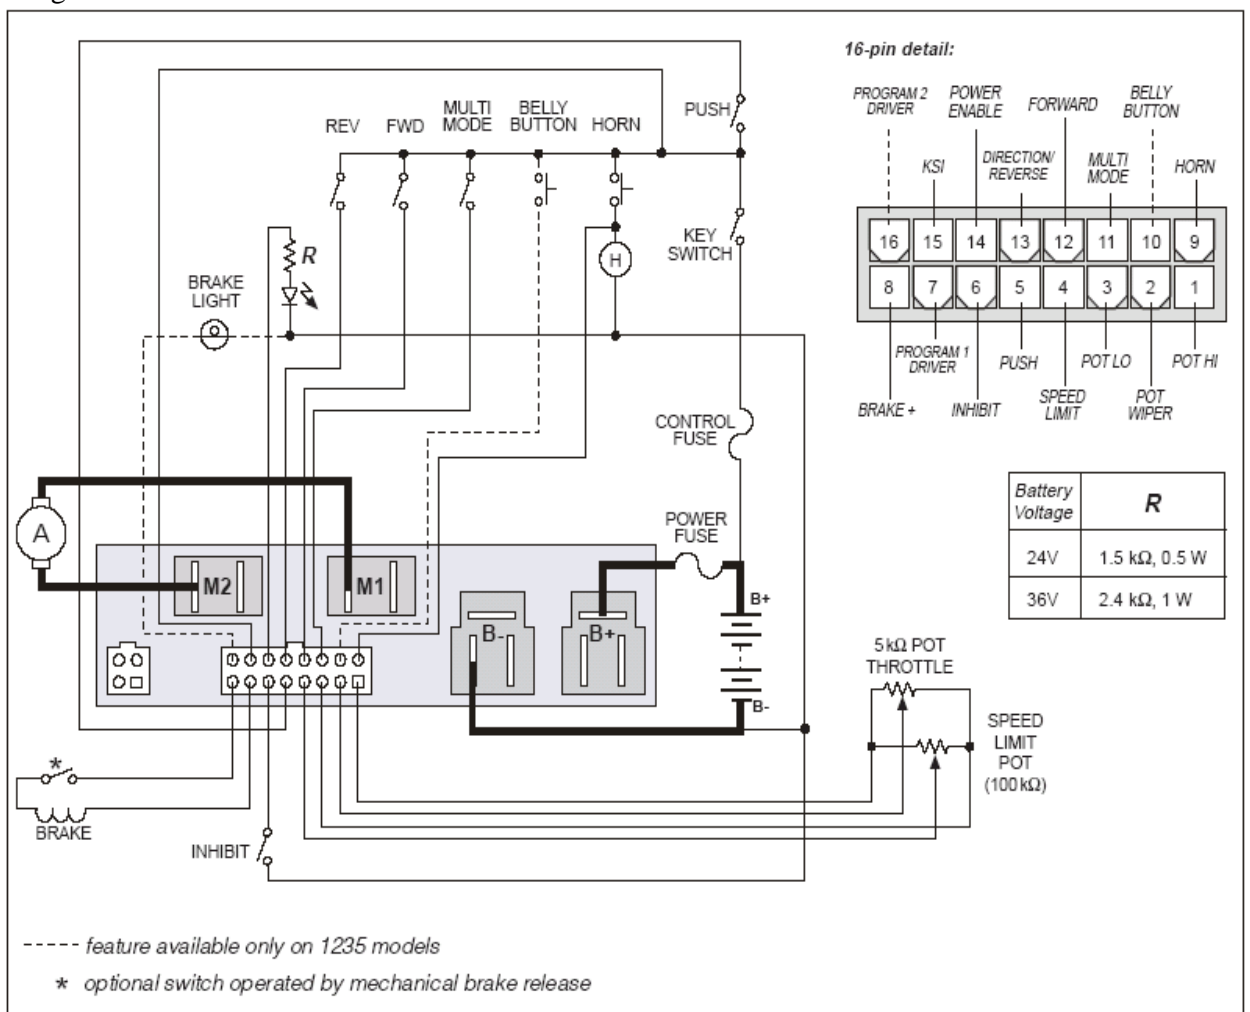 16-pin detail:
PROGRAM 2
DRIVER
POWER
ENABLE
FORWARD
BELLY
BUTTON
KSI
DIRECTION/
REVERSE
MULTI
MODE
HORN
16 15 14 13 12 11 10 9
8 7 6 5 4 3 2 1
PROGRAM 1
DRIVER
PUSH
POT LO
POT HI
BRAKE +
INHIBIT
SPEED
LIMIT
POT
WIPER
PUSH
REV
FWD
MULTI
MODE
BELLY
BUTTON
HORN
KEY
SWITCH
R
H
BRAKE
LIGHT
CONTROL
FUSE
POWER
FUSE
A
M2
M1
B-
B+
B+
B-
Battery
Voltage
R
24V 1.5 kΩ, 0.5 W
36V 2.4 kΩ, 1 W
5kΩ POT
THROTTLE
SPEED
LIMIT
POT
(100kΩ)
*
BRAKE
INHIBIT
----- feature available only on 1235 models
* optional switch operated by mechanical brake release